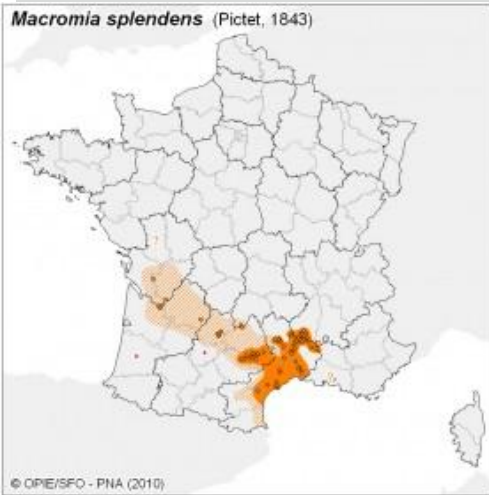 Macromia splendens (Pictet, 1843)
?
?
© OPIE/SFO - PNA (2010)